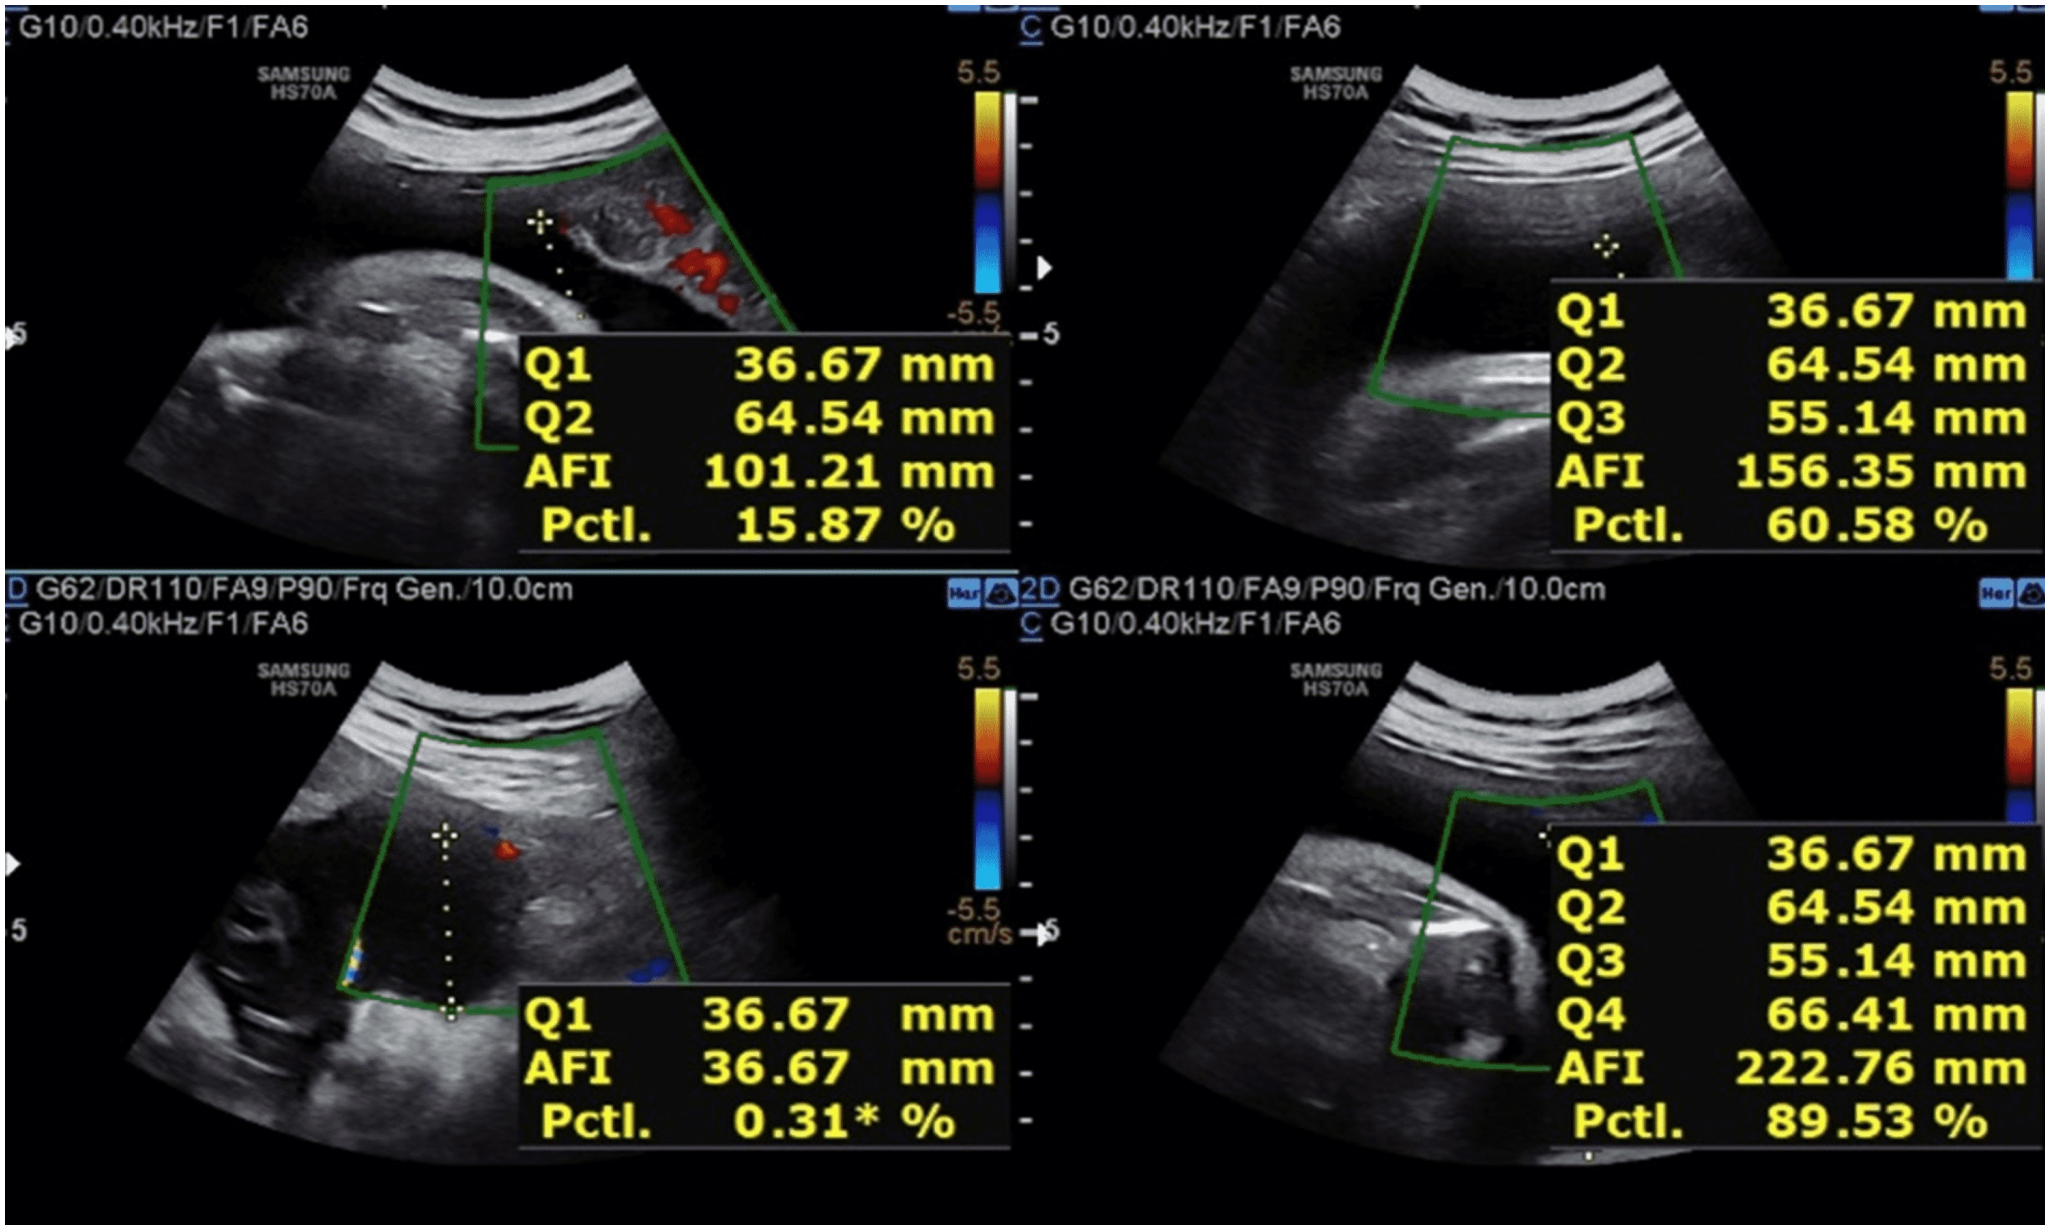 G10/0.40kHz/F1/FA6
SAMSUNG
HS70A
5.5
-5.5
5
Q1 36.67 mm
Q2 64.54 mm
AFI 101.21 mm
Pctl. 15.87 %
C G10/0.40kHz/F1/FA6
SAMSUNG
HS70A
5.5
5
Q1 36.67 mm
Q2 64.54 mm
Q3 55.14 mm
AFI 156.35 mm
Pctl. 60.58 %
D G62/DR110/FA9/P90/Frq Gen./10.0cm
Har
G10/0.40kHz/F1/FA6
SAMSUNG
HS70A
5.5
-5.5
cm/s
5
Q1 36.67 mm
AFI 36.67 mm
Pctl. 0.31* %
2D G62/DR110/FA9/P90/Frq Gen./10.0cm
Har
C G10/0.40kHz/F1/FA6
SAMSUNG
HS70A
5.5
5
Q1 36.67 mm
Q2 64.54 mm
Q3 55.14 mm
Q4 66.41 mm
AFI 222.76 mm
Pctl. 89.53 %